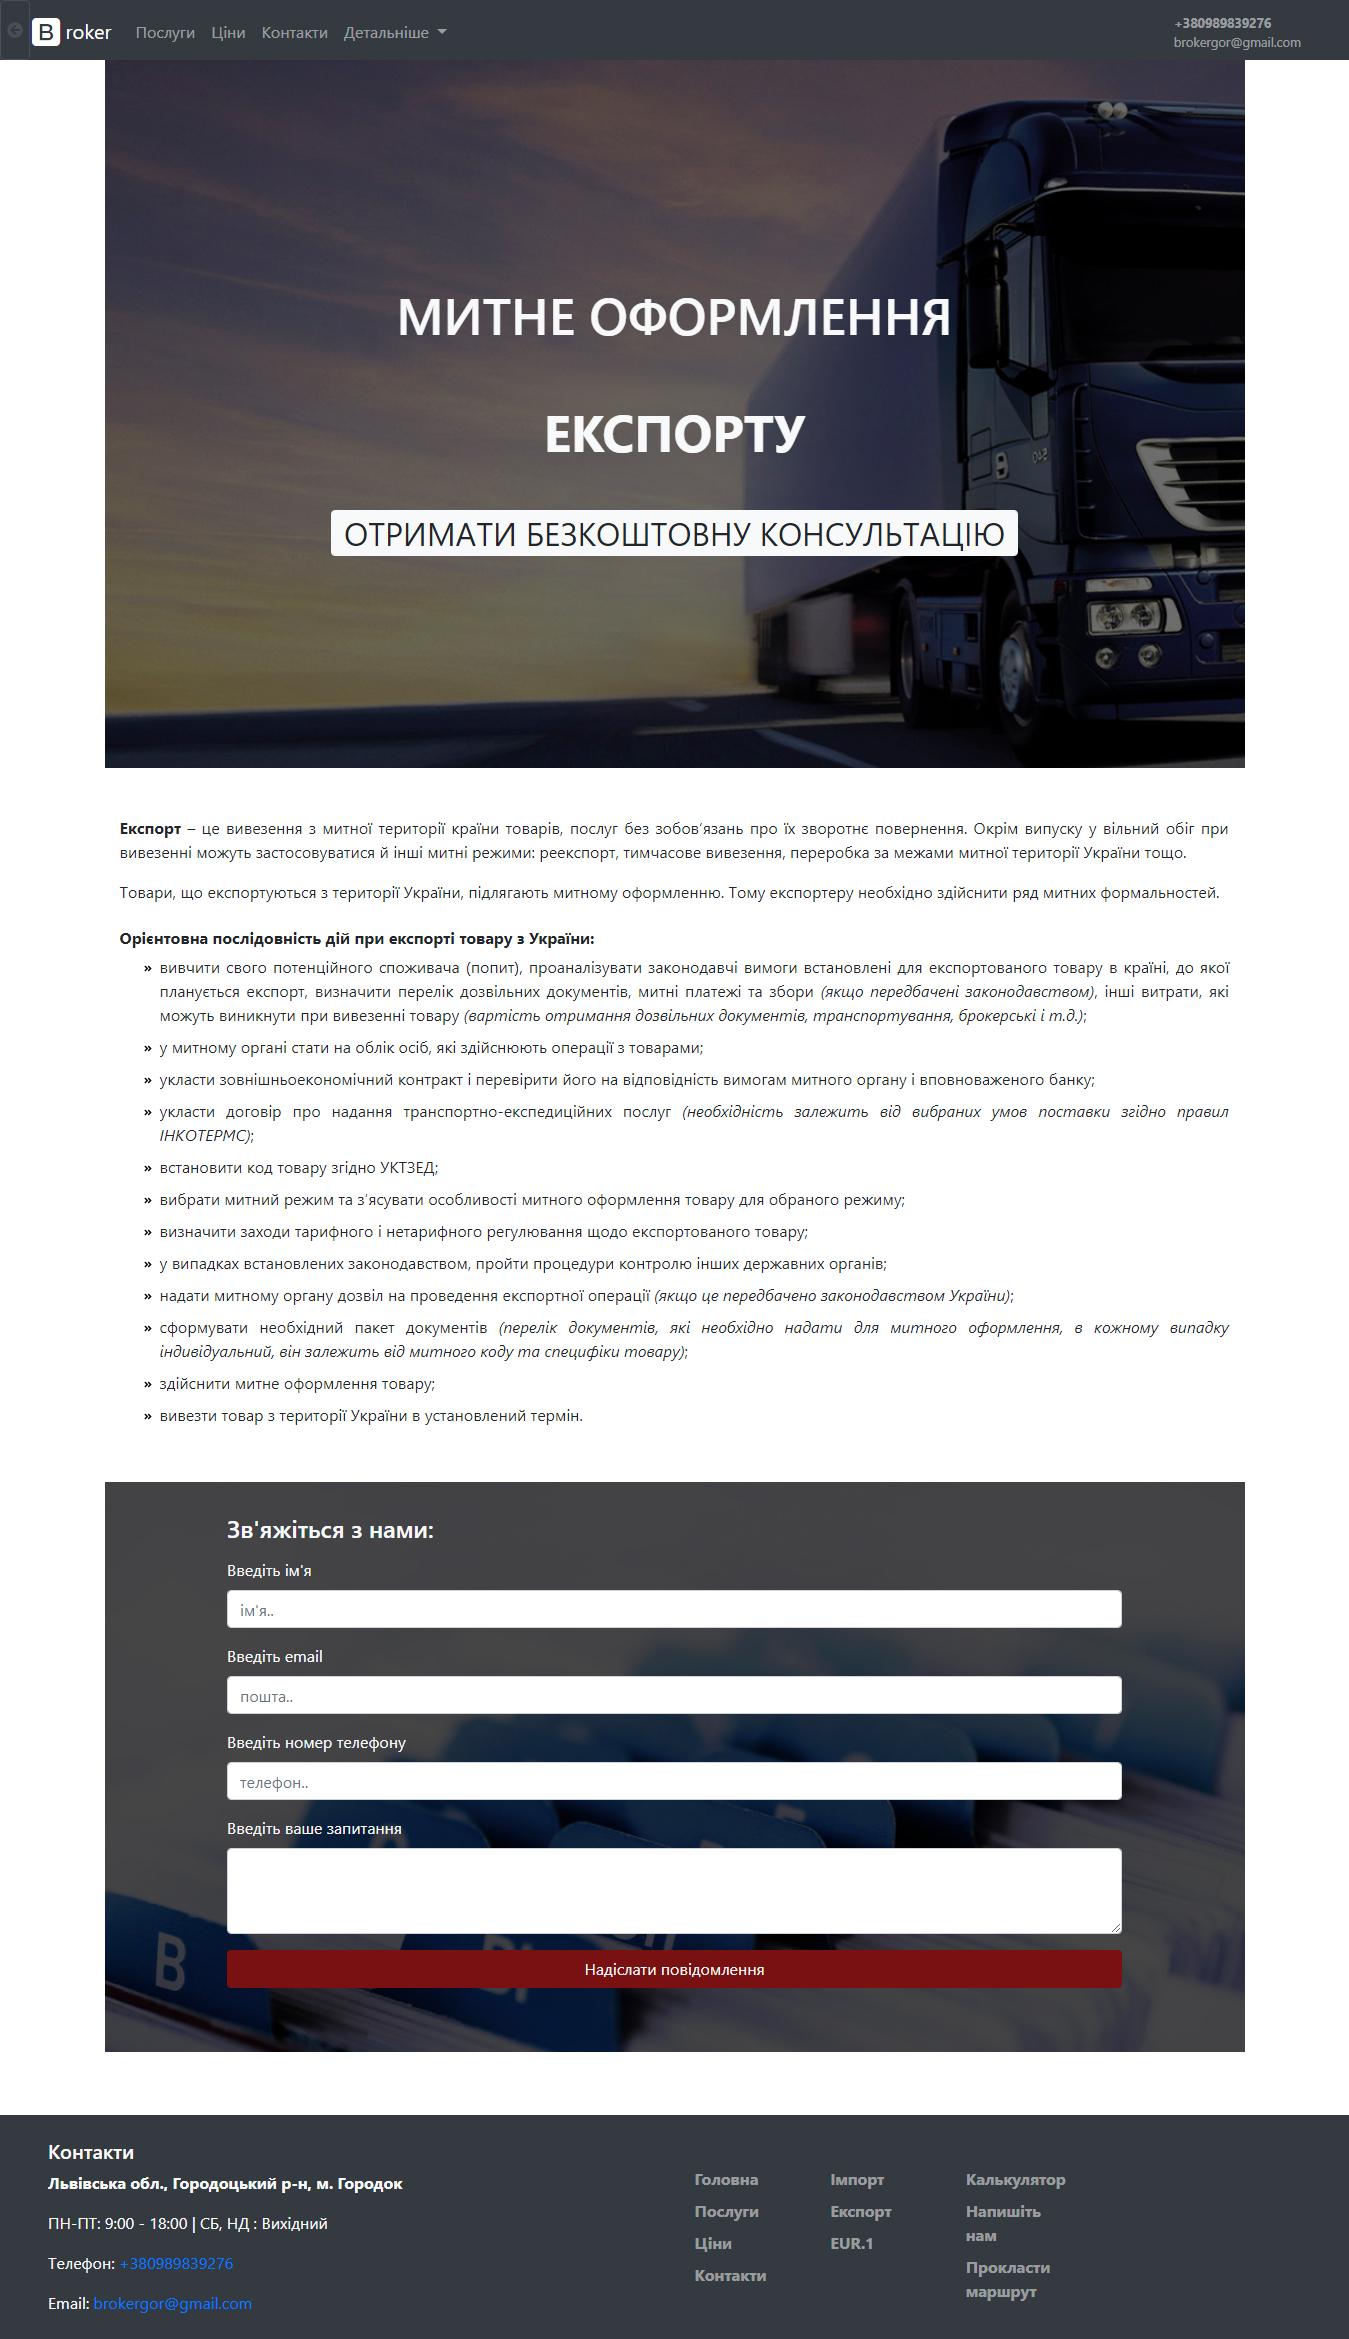 B roker Послуги Ціни Контакти Детальніше
+380989839276
brokergor@gmail.com
МИТНЕ ОФОРМЛЕННЯ
ЕКСПОРТУ
ОТРИМАТИ БЕЗКОШТОВНУ КОНСУЛЬТАЦІЮ
Експорт – це вивезення з митної території країни товарів, послуг без зобов’язань про їх зворотнє повернення. Окрім випуску у вільний обіг при
вивезенні можуть застосовуватися й інші митні режими: реекспорт, тимчасове вивезення, переробка за межами митної території України тощо.
Товари, що експортуються з території України, підлягають митному оформленню. Тому експортеру необхідно здійснити ряд митних формальностей.
Орієнтовна послідовність дій при експорті товару з України:
» вивчити свого потенційного споживача (попит), проаналізувати законодавчі вимоги встановлені для експортованого товару в країні, до якої
планується експорт, визначити перелік дозвільних документів, митні платежі та збори (якщо передбачені законодавством), інші витрати, які
можуть виникнути при вивезенні товару (вартість отримання дозвільних документів, транспортування, брокерські і т.д.);
» у митному органі стати на облік осіб, які здійснюють операції з товарами;
» укласти зовнішньоекономічний контракт і перевірити його на відповідність вимогам митного органу і вповноваженого банку;
» укласти договір про надання транспортно-експедиційних послуг (необхідність залежить від вибраних умов поставки згідно правил
ІНКОТЕРМС);
» встановити код товару згідно УКТЗЕД;
» вибрати митний режим та з’ясувати особливості митного оформлення товару для обраного режиму;
» визначити заходи тарифного і нетарифного регулювання щодо експортованого товару;
» у випадках встановлених законодавством, пройти процедури контролю інших державних органів;
» надати митному органу дозвіл на проведення експортної операції (якщо це передбачено законодавством України);
» сформувати необхідний пакет документів (перелік документів, які необхідно надати для митного оформлення, в кожному випадку
індивідуальний, він залежить від митного коду та специфіки товару);
» здійснити митне оформлення товару;
» вивезти товар з території України в установлений термін.
Зв'яжіться з нами:
Введіть ім'я
ім'я..
Введіть email
пошта..
Введіть номер телефону
телефон..
Введіть ваше запитання
B
Надіслати повідомлення
Контакти
Львівська обл., Городоцький р-н, м. Городок
ПН-ПТ: 9:00 - 18:00 | СБ, НД : Вихідний
Телефон: +380989839276
Email: brokergor@gmail.com
Головна
Послуги
Ціни
Контакти
Імпорт
Експорт
EUR.1
Калькулятор
Напишіть
нам
Прокласти
маршрут